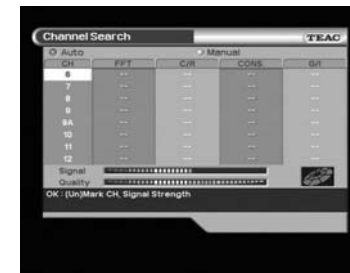 Channel Search
TEAC
Auto Manual
CH FFT C/R CONS. G/I
6 -- -- -- --
7 -- -- -- --
8 -- -- -- --
9 -- -- -- --
9A -- -- -- --
10 -- -- -- --
11 -- -- -- --
12 -- -- -- --
Signal
Quality
OK : (Un)Mark CH, Signal Strength